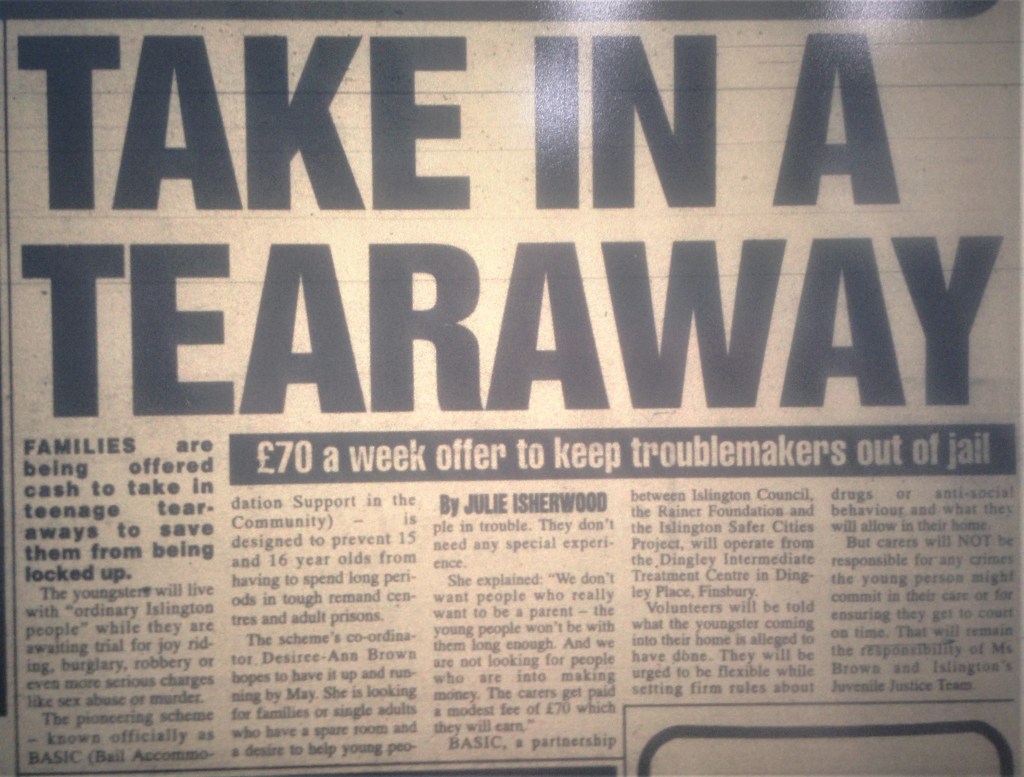 TAKE IN A
TEARAWAY
£70 a week offer to keep troublemakers out of jail
FAMILIES are
being offered
cash to take in
teenage tear-
aways to save
them from being
locked up.
The youngsters will live
with "ordinary Islington
people" while they are
awaiting trial for joy rid-
ing, burglary, robbery or
even more serious charges
like sex abuse or murder.
The pioneering scheme
– known officially as
BASIC (Bail Accommo-
dation Support in the
Community) – is
designed to prevent 15
and 16 year olds from
having to spend long peri-
ods in tough remand cen-
tres and adult prisons.
The scheme's co-ordina-
tor Desiree-Ann Brown
hopes to have it up and run-
ning by May. She is looking
for families or single adults
who have a spare room and
a desire to help young peo-
By JULIE ISHERWOOD
ple in trouble. They don't
need any special experi-
ence.
She explained: "We don't
want people who really
want to be a parent – the
young people won't be with
them long enough. And we
are not looking for people
who are into making
money. The carers get paid
a modest fee of £70 which
they will earn."
BASIC, a partnership
between Islington Council,
the Rainer Foundation and
the Islington Safer Cities
Project, will operate from
the Dingley Intermediate
Treatment Centre in Ding-
ley Place, Finsbury.
Volunteers will be told
what the youngster coming
into their home is alleged to
have done. They will be
urged to be flexible while
setting firm rules about
drugs or anti-social
behaviour and what they
will allow in their home.
But carers will NOT be
responsible for any crimes
the young person might
commit in their care or for
ensuring they get to court
on time. That will remain
the responsibility of Ms
Brown and Islington's
Juvenile Justice Team.